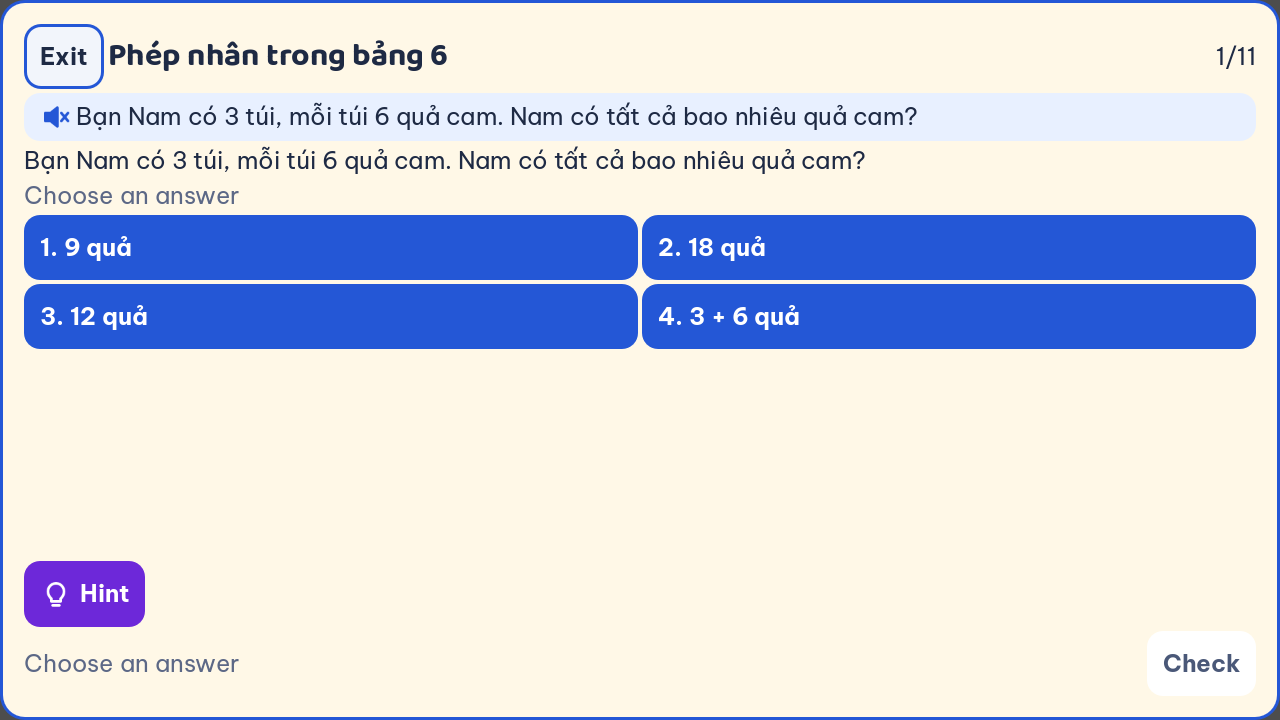 Exit
Phép nhân trong bảng 6
1/11
Bạn Nam có 3 túi, mỗi túi 6 quả cam. Nam có tất cả bao nhiêu quả cam?
Bạn Nam có 3 túi, mỗi túi 6 quả cam. Nam có tất cả bao nhiêu quả cam?
Choose an answer
1. 9 quả
2. 18 quả
3. 12 quả
4. 3 + 6 quả
Hint
Choose an answer
Check